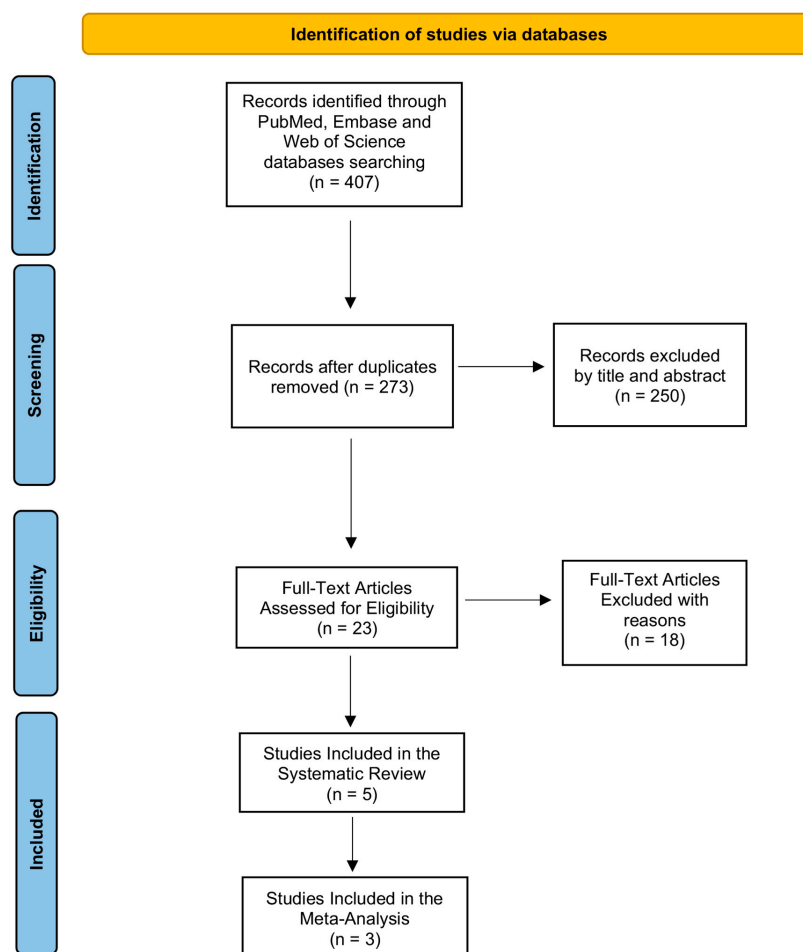 Identification of studies via databases
Identification
Records identified through
PubMed, Embase and
Web of Science
databases searching
(n = 407)
Screening
Records after duplicates
removed (n = 273)
Records excluded
by title and abstract
(n = 250)
Eligibility
Full-Text Articles
Assessed for Eligibility
(n = 23)
Full-Text Articles
Excluded with
reasons
(n = 18)
Included
Studies Included in the
Systematic Review
(n = 5)
Studies Included in the
Meta-Analysis
(n = 3)